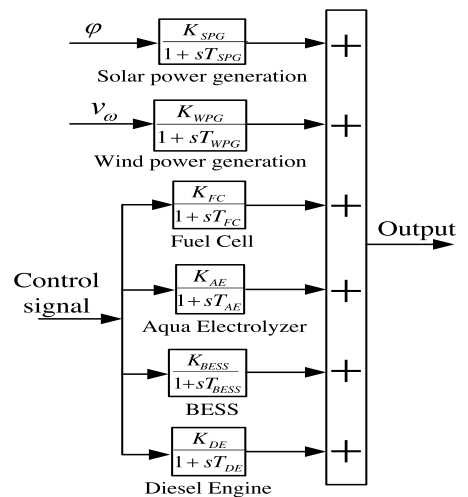 φ
K_SPG
1 + sT_SPG
+
Solar power generation
v_ω
K_WPG
1 + sT_WPG
+
Wind power generation
K_FC
1 + sT_FC
+
Fuel Cell
Output
Control
signal
K_AE
1+sT_AE
+
Aqua Electrolyzer
K_BESS
1+sT_BESS
+
BESS
K_DE
1 + sT_DE
+
Diesel Engine